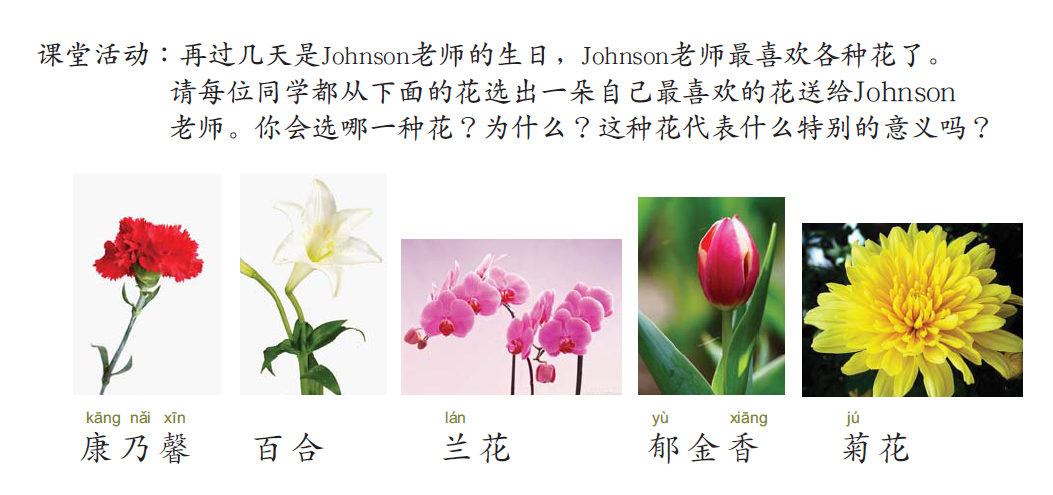 课堂活动：再过几天是Johnson老师的生日，Johnson老师最喜欢各种花了。
请每位同学都从下面的花选出一朵自己最喜欢的花送给Johnson
老师。你会选哪一种花？为什么？这种花代表什么特别的意义吗？
kāng nǎi xīn
康乃馨
百合
lán
兰花
yù xiāng
郁金香
jú
菊花